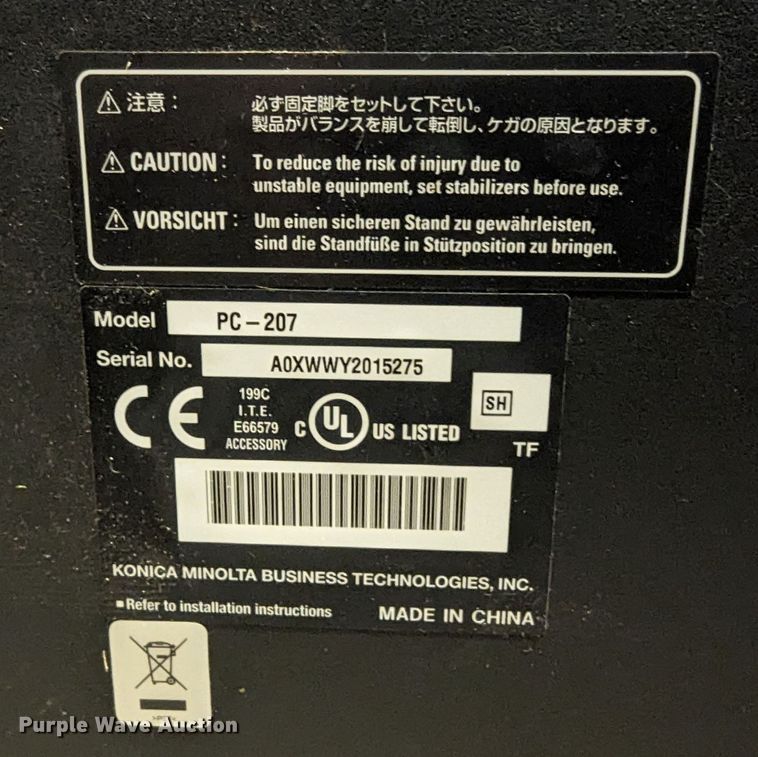 注意： 必ず固定脚をセットして下さい。
製品がバランスを崩して転倒し、ケガの原因となります。
CAUTION : To reduce the risk of injury due to
unstable equipment, set stabilizers before use.
VORSICHT : Um einen sicheren Stand zu gewährleisten,
sind die Standfüße in Stützposition zu bringen.
Model PC-207
Serial No. A0XWWY2015275
CE
199C
I.T.E.
E66579
ACCESSORY
C UL US LISTED
SH
TF
KONICA MINOLTA BUSINESS TECHNOLOGIES, INC.
■Refer to installation instructions MADE IN CHINA
Purple Wave Auction